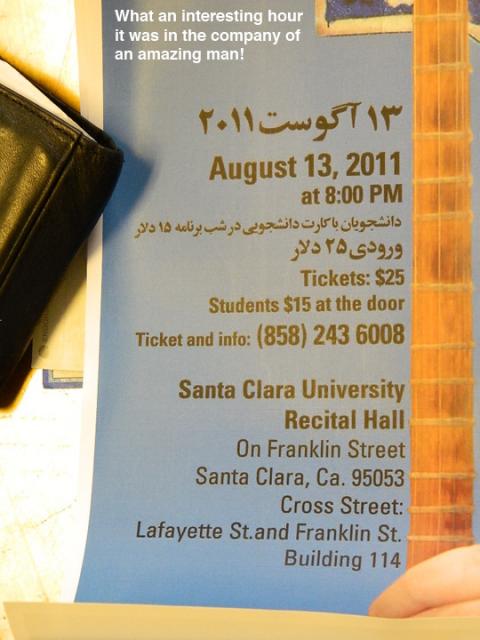 What an interesting hour
it was in the company of
an amazing man!
۱۳ آگوست ۲۰۱۱
August 13, 2011
at 8:00 PM
دانشجویان با کارت دانشجویی در شب برنامه ۱۵ دلار
ورودی ۲۵ دلار
Tickets: $25
Students $15 at the door
Ticket and info: (858) 243 6008
Santa Clara University
Recital Hall
On Franklin Street
Santa Clara, Ca. 95053
Cross Street:
Lafayette St.and Franklin St.
Building 114